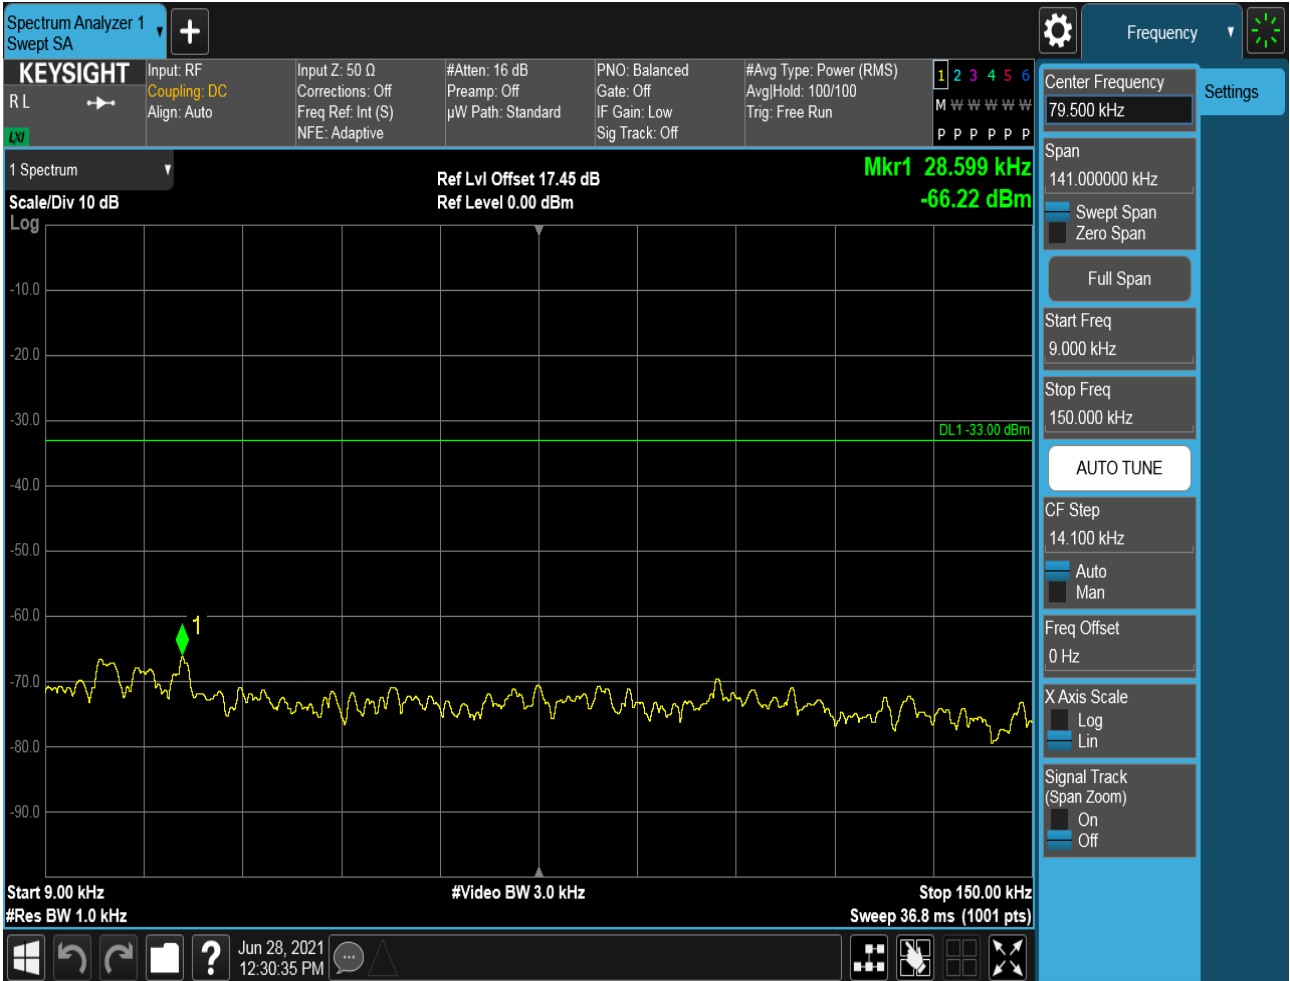 Spectrum Analyzer 1
Swept SA
+
Frequency
KEYSIGHT
R L
LXI
Input: RF
Coupling: DC
Align: Auto
Input Z: 50 Ω
Corrections: Off
Freq Ref: Int (S)
NFE: Adaptive
#Atten: 16 dB
Preamp: Off
µW Path: Standard
PNO: Balanced
Gate: Off
IF Gain: Low
Sig Track: Off
#Avg Type: Power (RMS)
Avg|Hold: 100/100
Trig: Free Run
1 2 3 4 5 6
M W W W W W
P P P P P P
1 Spectrum
Scale/Div 10 dB
Log
Ref Lvl Offset 17.45 dB
Ref Level 0.00 dBm
Mkr1 28.599 kHz
-66.22 dBm
-10.0
-20.0
-30.0
DL1 -33.00 dBm
-40.0
-50.0
-60.0
1
-70.0
-80.0
-90.0
Start 9.00 kHz
#Res BW 1.0 kHz
#Video BW 3.0 kHz
Stop 150.00 kHz
Sweep 36.8 ms (1001 pts)
Center Frequency
79.500 kHz
Settings
Span
141.000000 kHz
Swept Span
Zero Span
Full Span
Start Freq
9.000 kHz
Stop Freq
150.000 kHz
AUTO TUNE
CF Step
14.100 kHz
Auto
Man
Freq Offset
0 Hz
X Axis Scale
Log
Lin
Signal Track
(Span Zoom)
On
Off
?
Jun 28, 2021
12:30:35 PM